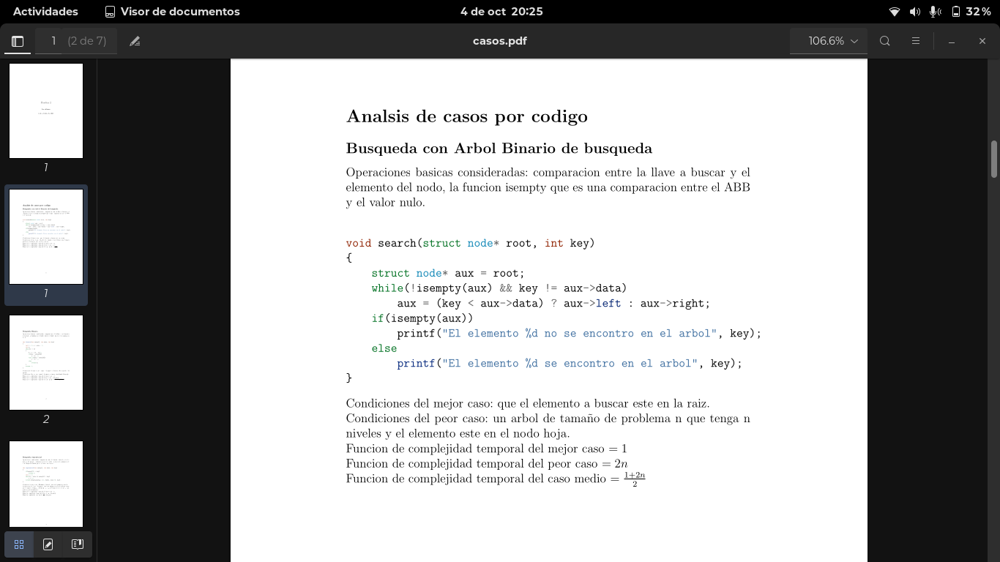 Actividades Visor de documentos 4 de oct 20:25 32 %
1 (2 de 7) casos.pdf 106.6%
1
1
2
Analsis de casos por codigo
Busqueda con Arbol Binario de busqueda
Operaciones basicas consideradas: comparacion entre la llave a buscar y el
elemento del nodo, la funcion isempty que es una comparacion entre el ABB
y el valor nulo.
void search(struct node* root, int key)
{
    struct node* aux = root;
    while(!isempty(aux) && key != aux->data)
        aux = (key < aux->data) ? aux->left : aux->right;
    if(isempty(aux))
        printf("El elemento %d no se encontro en el arbol", key);
    else
        printf("El elemento %d se encontro en el arbol", key);
}
Condiciones del mejor caso: que el elemento a buscar este en la raiz.
Condiciones del peor caso: un arbol de tamaño de problema n que tenga n
niveles y el elemento este en el nodo hoja.
Funcion de complejidad temporal del mejor caso = 1
Funcion de complejidad temporal del peor caso = 2n
Funcion de complejidad temporal del caso medio = 1+2n/2